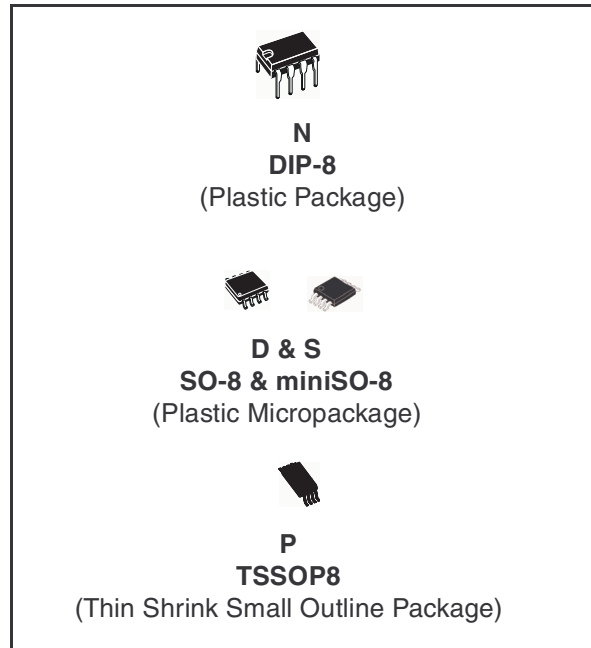 N
DIP-8
(Plastic Package)
D & S
SO-8 & miniSO-8
(Plastic Micropackage)
P
TSSOP8
(Thin Shrink Small Outline Package)